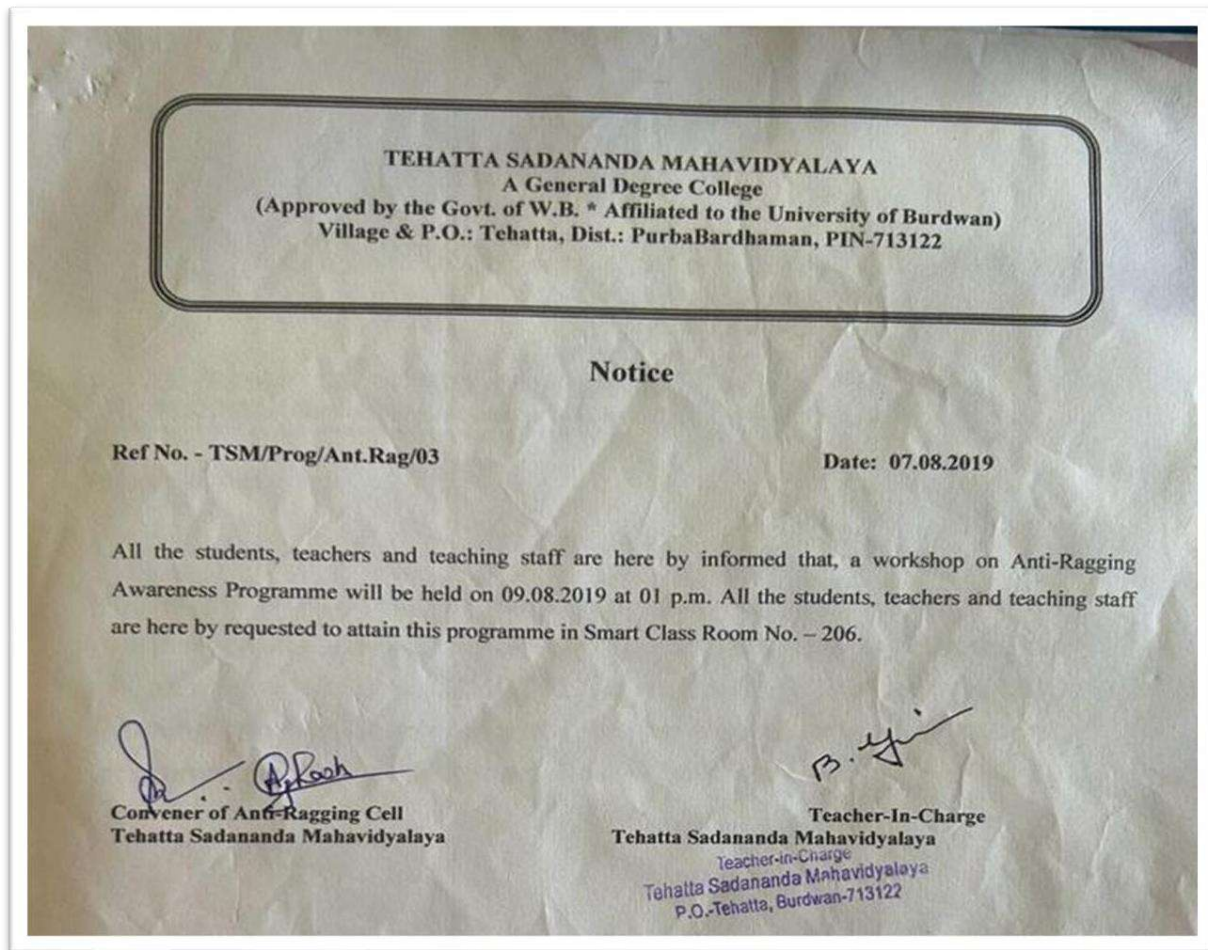 TEHATTA SADANANDA MAHAVIDYALAYA
A General Degree College
(Approved by the Govt. of W.B. * Affiliated to the University of Burdwan)
Village & P.O.: Tehatta, Dist.: PurbaBardhaman, PIN-713122
Notice
Ref No. - TSM/Prog/Ant.Rag/03 Date: 07.08.2019
All the students, teachers and teaching staff are here by informed that, a workshop on Anti-Ragging
Awareness Programme will be held on 09.08.2019 at 01 p.m. All the students, teachers and teaching staff
are here by requested to attain this programme in Smart Class Room No. – 206.
Convener of Anti-Ragging Cell
Tehatta Sadananda Mahavidyalaya
Teacher-In-Charge
Tehatta Sadananda Mahavidyalaya
Teacher-in-Charge
Tehatta Sadananda Mahavidyalaya
P.O.-Tehatta, Burdwan-713122